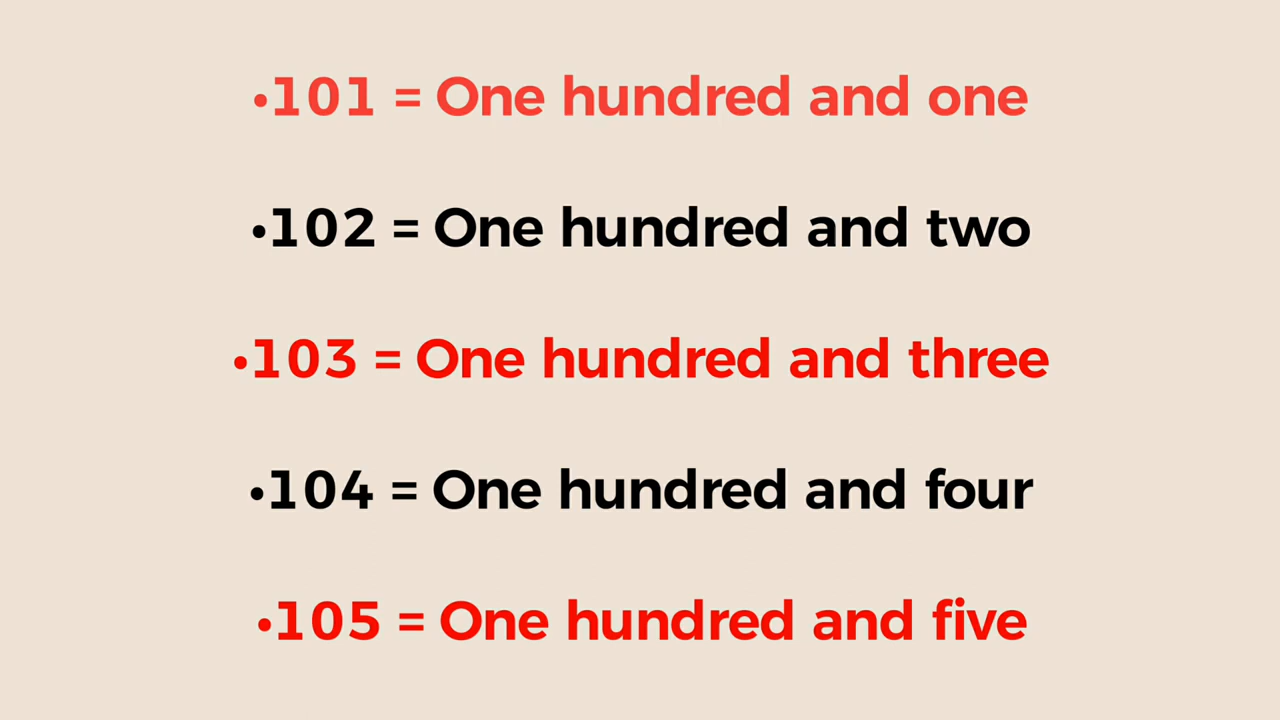 •101 = One hundred and one
•102 = One hundred and two
•103 = One hundred and three
•104 = One hundred and four
•105 = One hundred and five